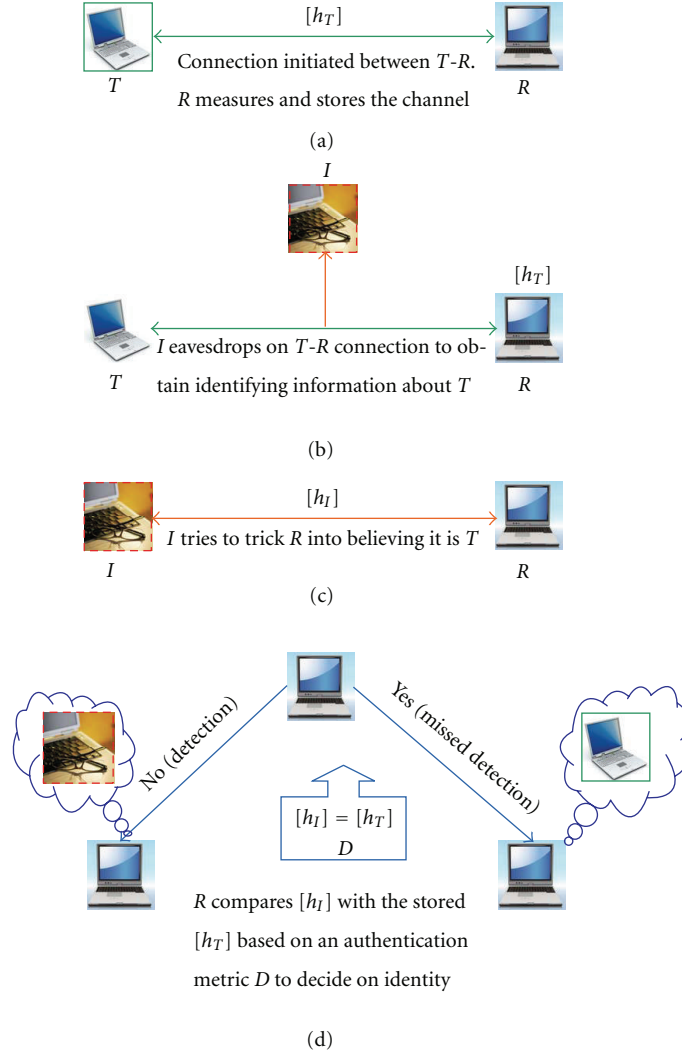 [h_T]
Connection initiated between T-R.
R measures and stores the channel
T
R
(a)
I
[h_T]
I eavesdrops on T-R connection to ob-
tain identifying information about T
T
R
(b)
[h_I]
I tries to trick R into believing it is T
I
R
(c)
No (detection)
Yes (missed detection)
[h_I] = [h_T]
D
R compares [h_I] with the stored
[h_T] based on an authentication
metric D to decide on identity
(d)